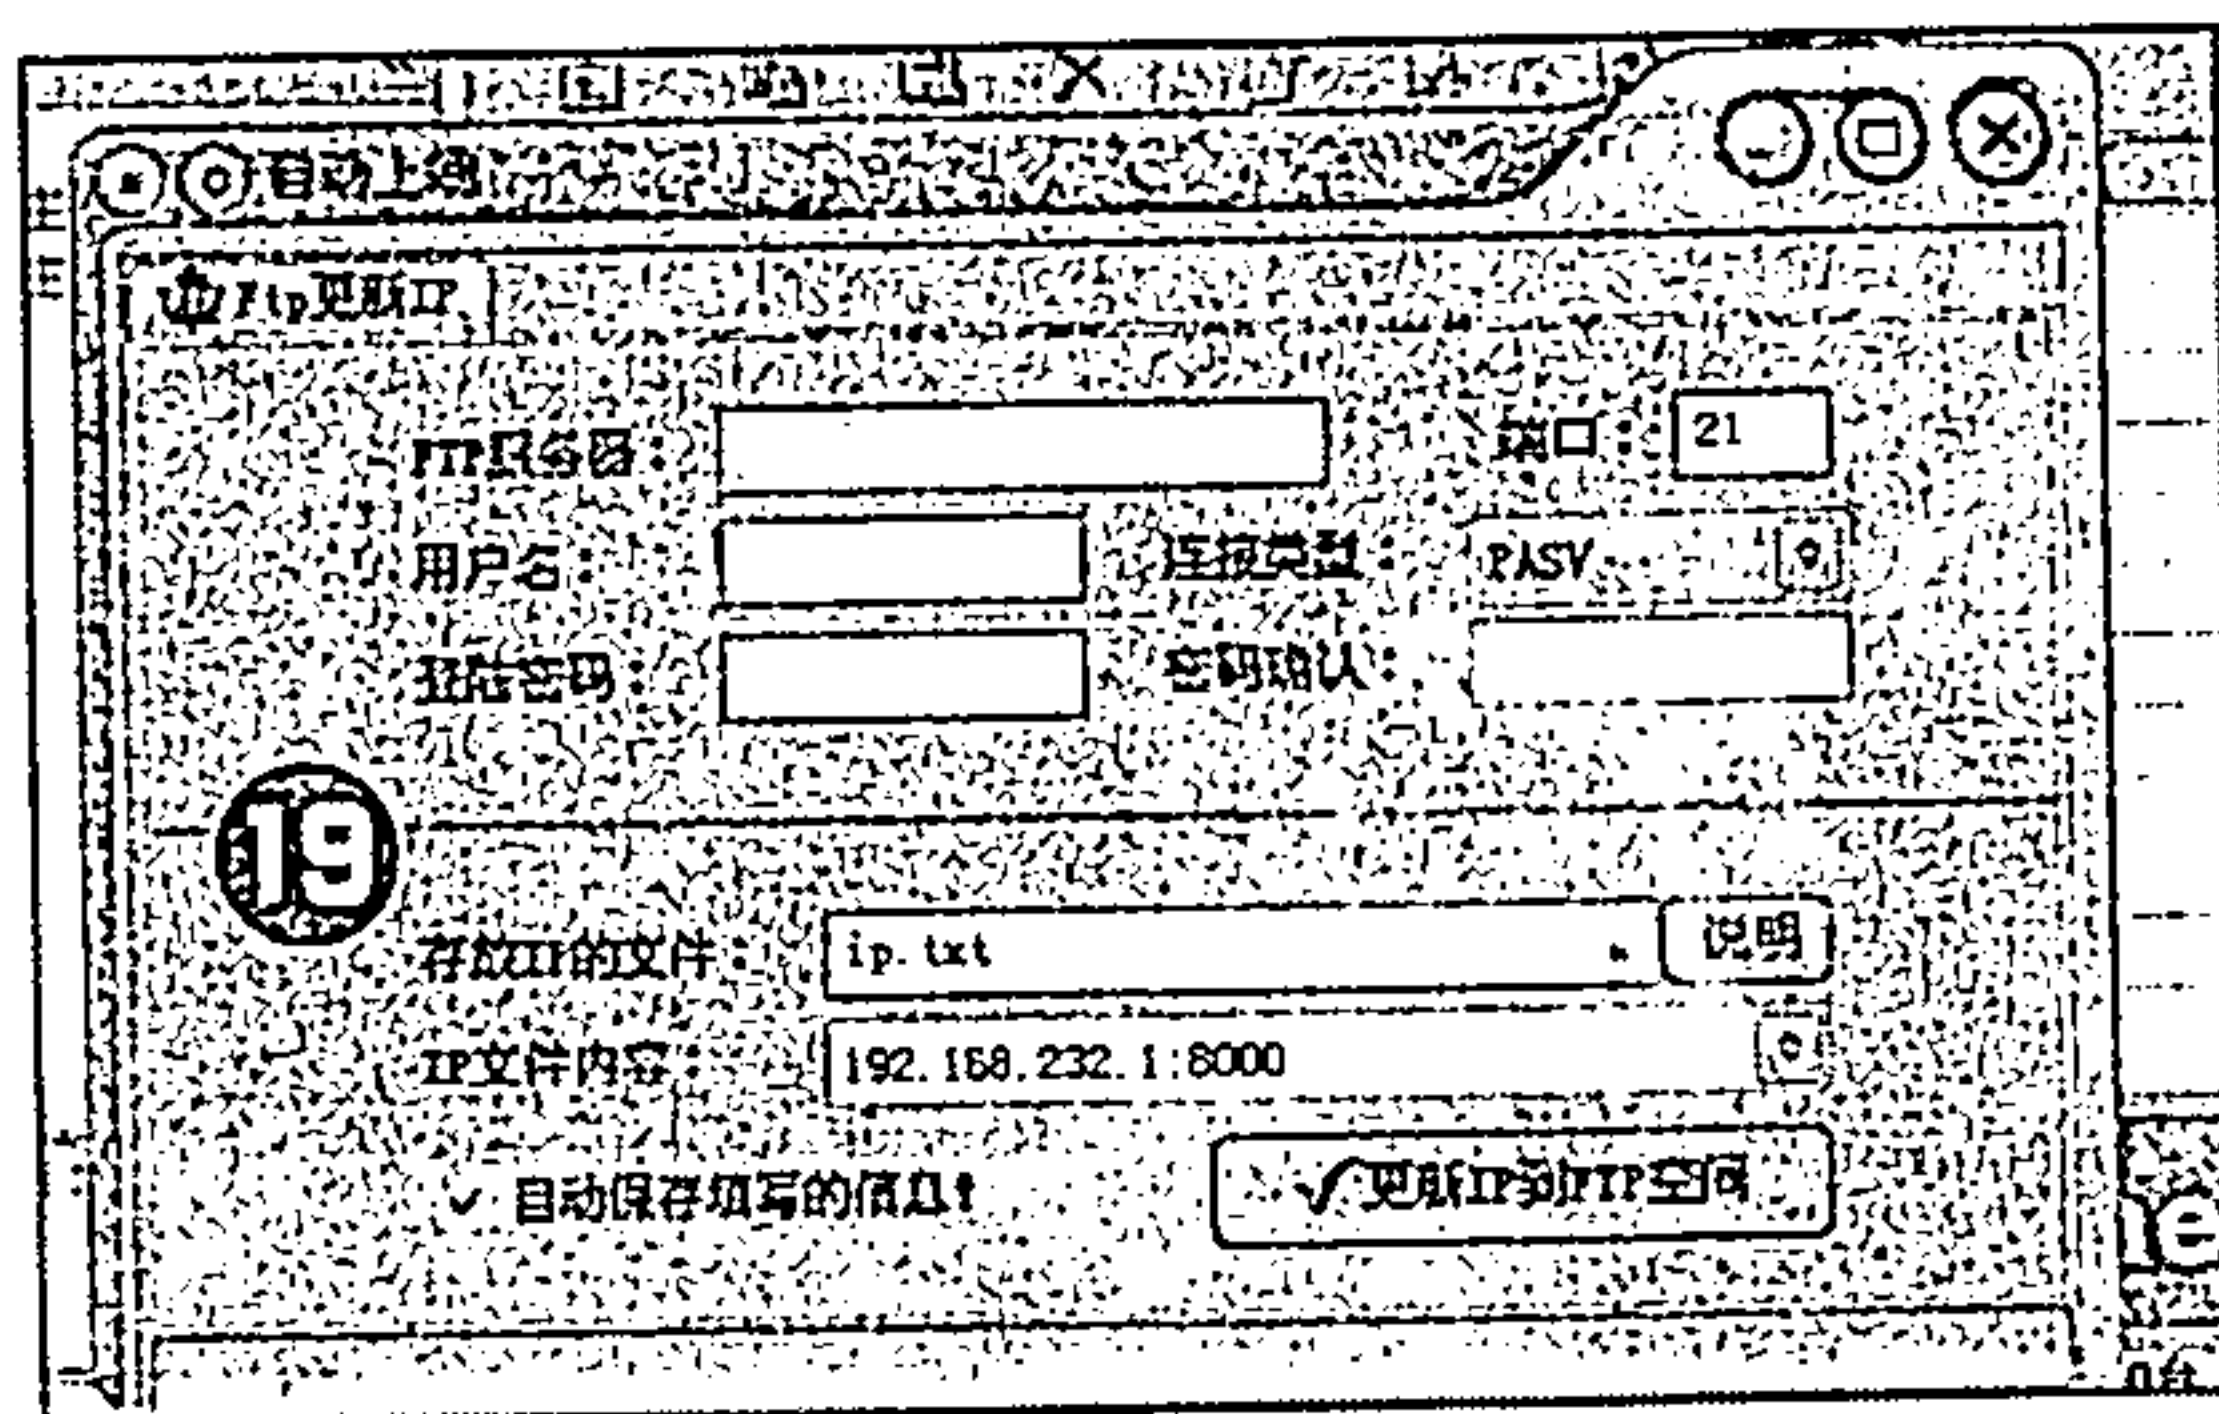 自动上线
Ftp更新IP
FTP服务器：
端口：
21
用户名：
连接类型：
PASV
登陆密码：
密码确认：
19
存放IP的文件：
ip.txt
说明
IP文件内容：
192.168.232.1:8000
自动保存填写的信息!
更新IP到FTP空间
0台